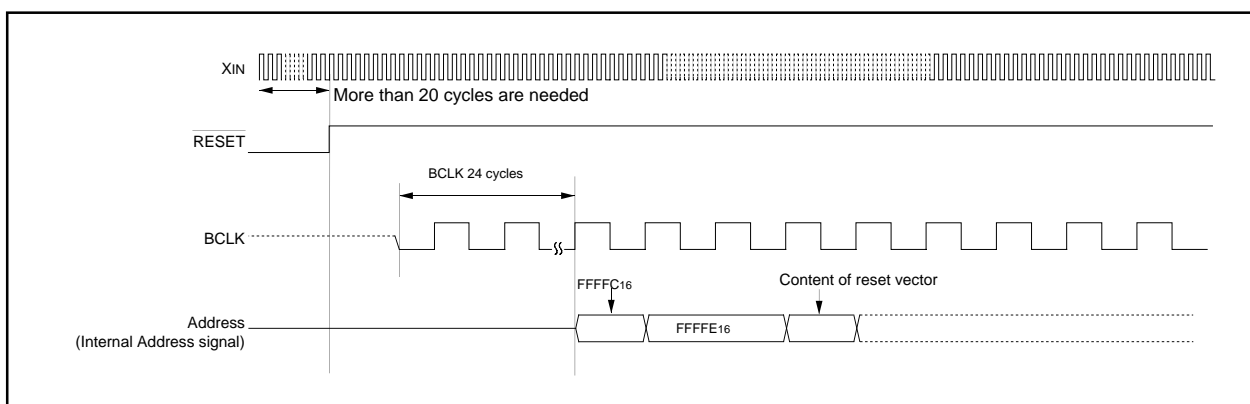 XIN
More than 20 cycles are needed
RESET
BCLK 24 cycles
BCLK
FFFFC16
Content of reset vector
Address
(Internal Address signal)
FFFFE16